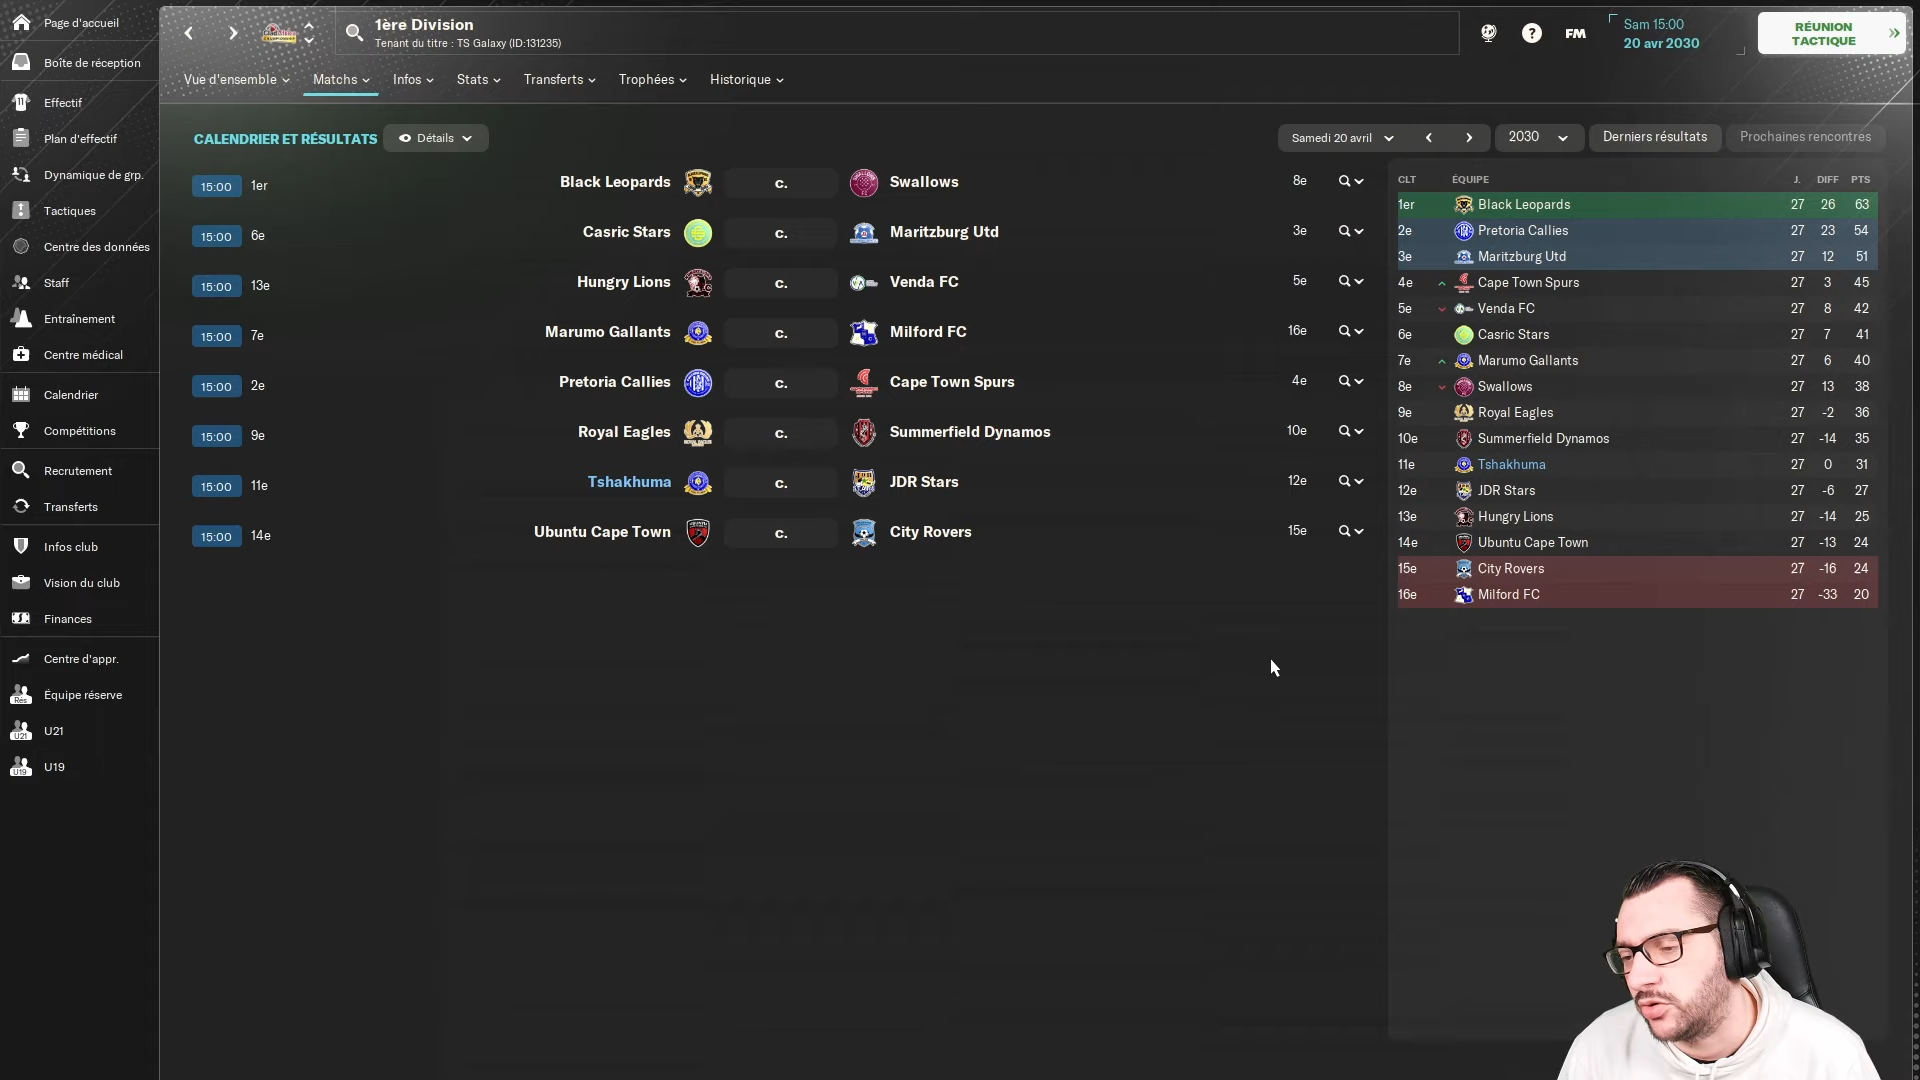 Page d'accueil
Boîte de réception
Effectif
Plan d'effectif
Dynamique de grp.
Tactiques
Centre des données
Staff
Entraînement
Centre médical
Calendrier
Compétitions
Recrutement
Transferts
Infos club
Vision du club
Finances
Centre d'appr.
Rés
Équipe réserve
U21
U21
U19
U19
1ère Division
Tenant du titre : TS Galaxy (ID:131235)
FM
Sam 15:00
20 avr 2030
RÉUNION
TACTIQUE
Vue d'ensemble Matchs Infos Stats Transferts Trophées Historique
CALENDRIER ET RÉSULTATS Détails
Samedi 20 avril 2030 Derniers résultats Prochaines rencontres
15:00 1er Black Leopards c. Swallows 8e
15:00 6e Casric Stars c. Maritzburg Utd 3e
15:00 13e Hungry Lions c. Venda FC 5e
15:00 7e Marumo Gallants c. Milford FC 16e
15:00 2e Pretoria Callies c. Cape Town Spurs 4e
15:00 9e Royal Eagles c. Summerfield Dynamos 10e
15:00 11e Tshakhuma c. JDR Stars 12e
15:00 14e Ubuntu Cape Town c. City Rovers 15e
CLT ÉQUIPE J. DIFF PTS
1er Black Leopards 27 26 63
2e Pretoria Callies 27 23 54
3e Maritzburg Utd 27 12 51
4e Cape Town Spurs 27 3 45
5e Venda FC 27 8 42
6e Casric Stars 27 7 41
7e Marumo Gallants 27 6 40
8e Swallows 27 13 38
9e Royal Eagles 27 -2 36
10e Summerfield Dynamos 27 -14 35
11e Tshakhuma 27 0 31
12e JDR Stars 27 -6 27
13e Hungry Lions 27 -14 25
14e Ubuntu Cape Town 27 -13 24
15e City Rovers 27 -16 24
16e Milford FC 27 -33 20